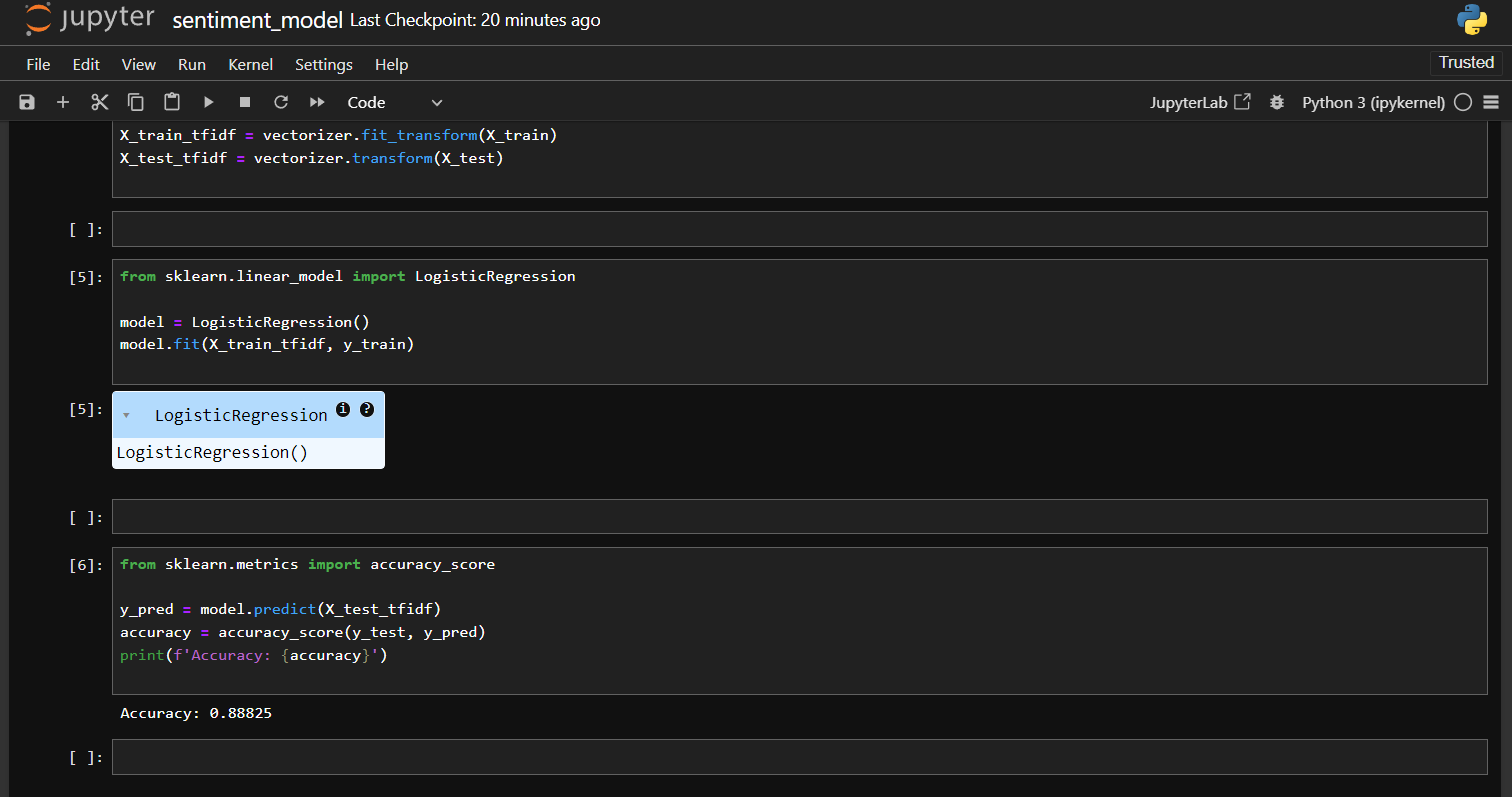 jupyter sentiment_model Last Checkpoint: 20 minutes ago
File Edit View Run Kernel Settings Help Trusted
Code JupyterLab Python 3 (ipykernel)
X_train_tfidf = vectorizer.fit_transform(X_train)
X_test_tfidf = vectorizer.transform(X_test)
[ ]:
[5]: from sklearn.linear_model import LogisticRegression
model = LogisticRegression()
model.fit(X_train_tfidf, y_train)
[5]: LogisticRegression i ?
LogisticRegression()
[ ]:
[6]: from sklearn.metrics import accuracy_score
y_pred = model.predict(X_test_tfidf)
accuracy = accuracy_score(y_test, y_pred)
print(f'Accuracy: {accuracy}')
Accuracy: 0.88825
[ ]: